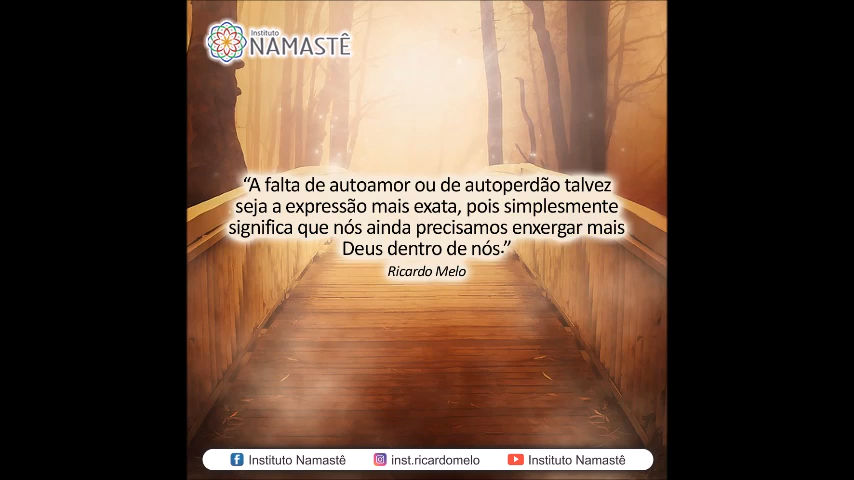 Instituto
NAMASTÊ
“A falta de autoamor ou de autoperdão talvez
seja a expressão mais exata, pois simplesmente
significa que nós ainda precisamos enxergar mais
Deus dentro de nós.”
Ricardo Melo
Instituto Namastê inst.ricardomelo Instituto Namastê